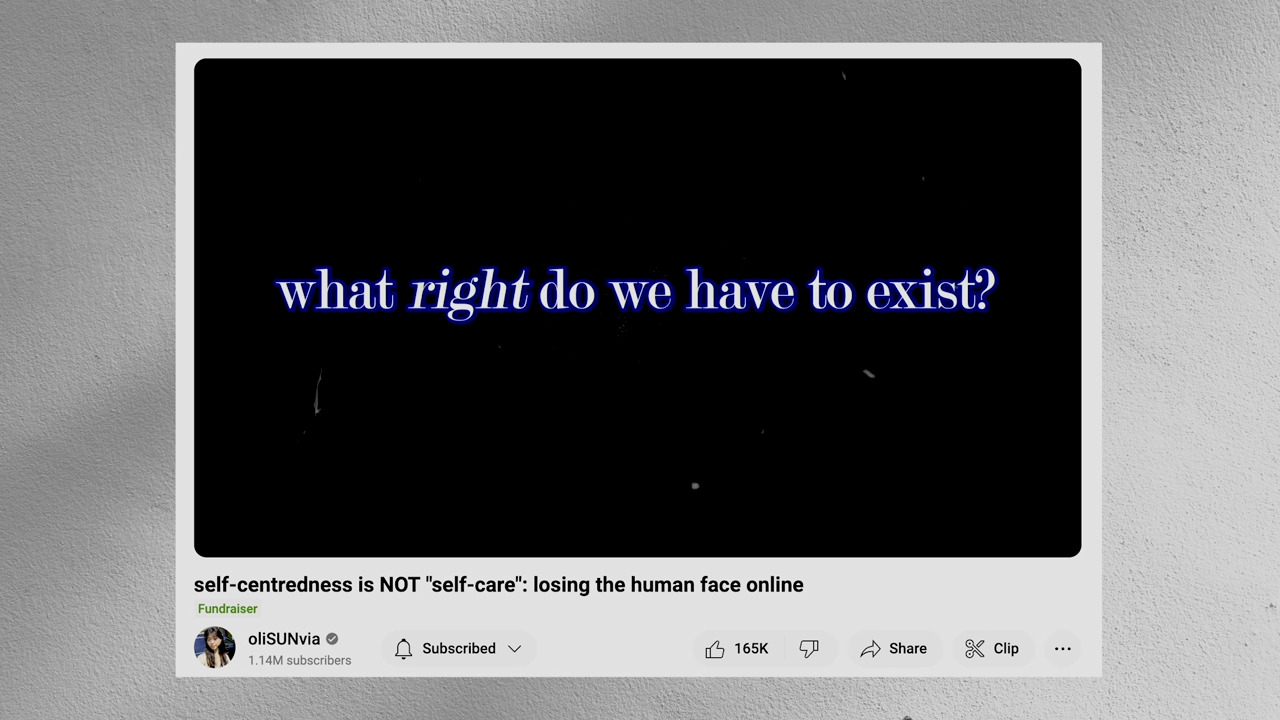 what right do we have to exist?
self-centredness is NOT "self-care": losing the human face online
Fundraiser
oliSUNvia
1.14M subscribers
Subscribed
165K
Share
Clip